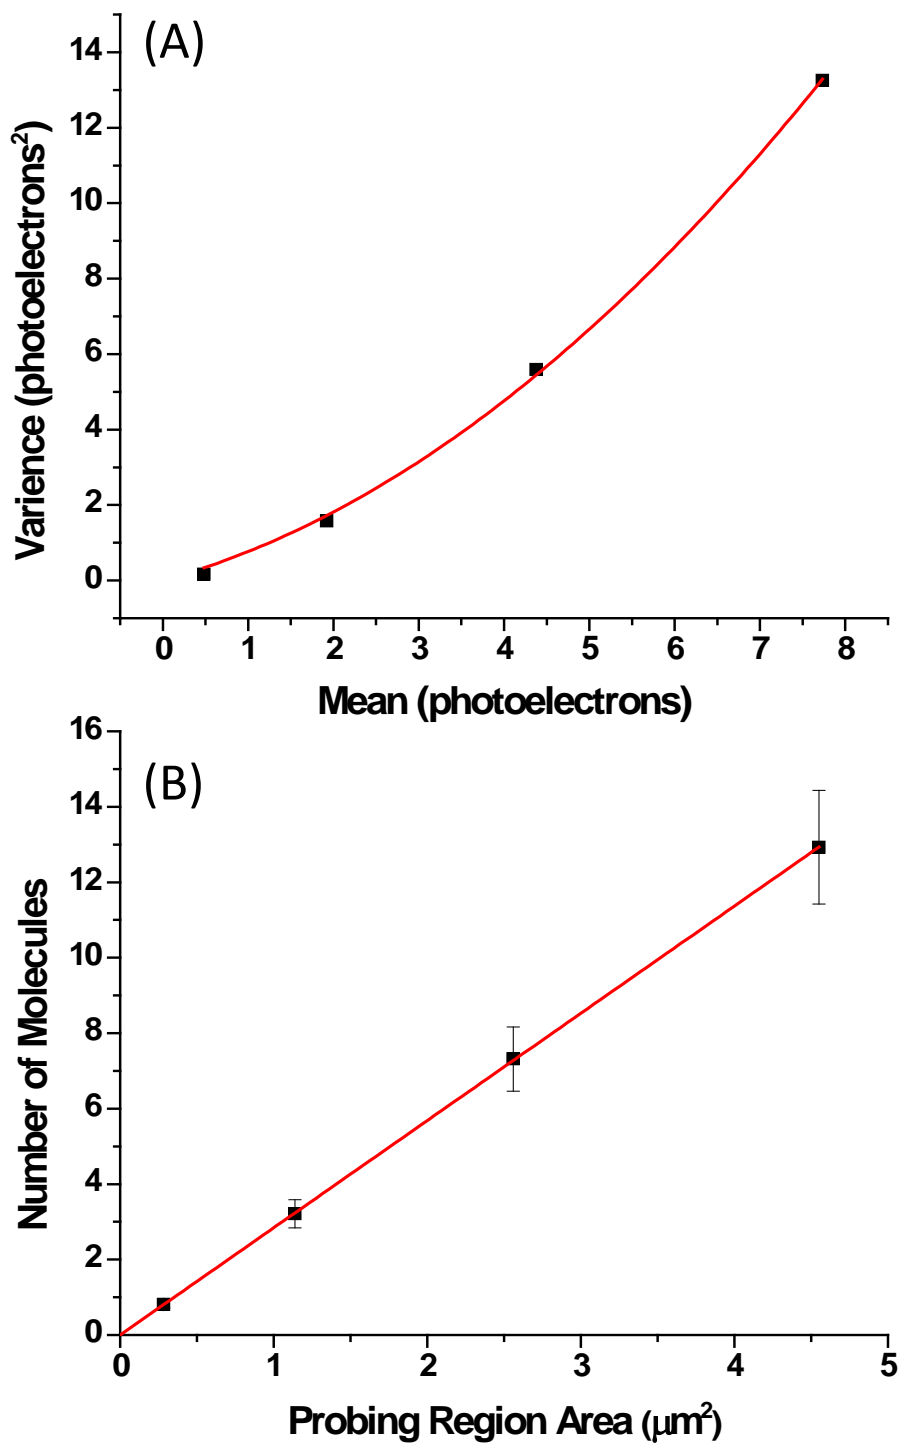 (A)
14
12
10
8
6
4
2
0
Varience (photoelectrons²)
0 1 2 3 4 5 6 7 8
Mean (photoelectrons)
(B)
16
14
12
10
8
6
4
2
0
Number of Molecules
0 1 2 3 4 5
Probing Region Area (μm²)